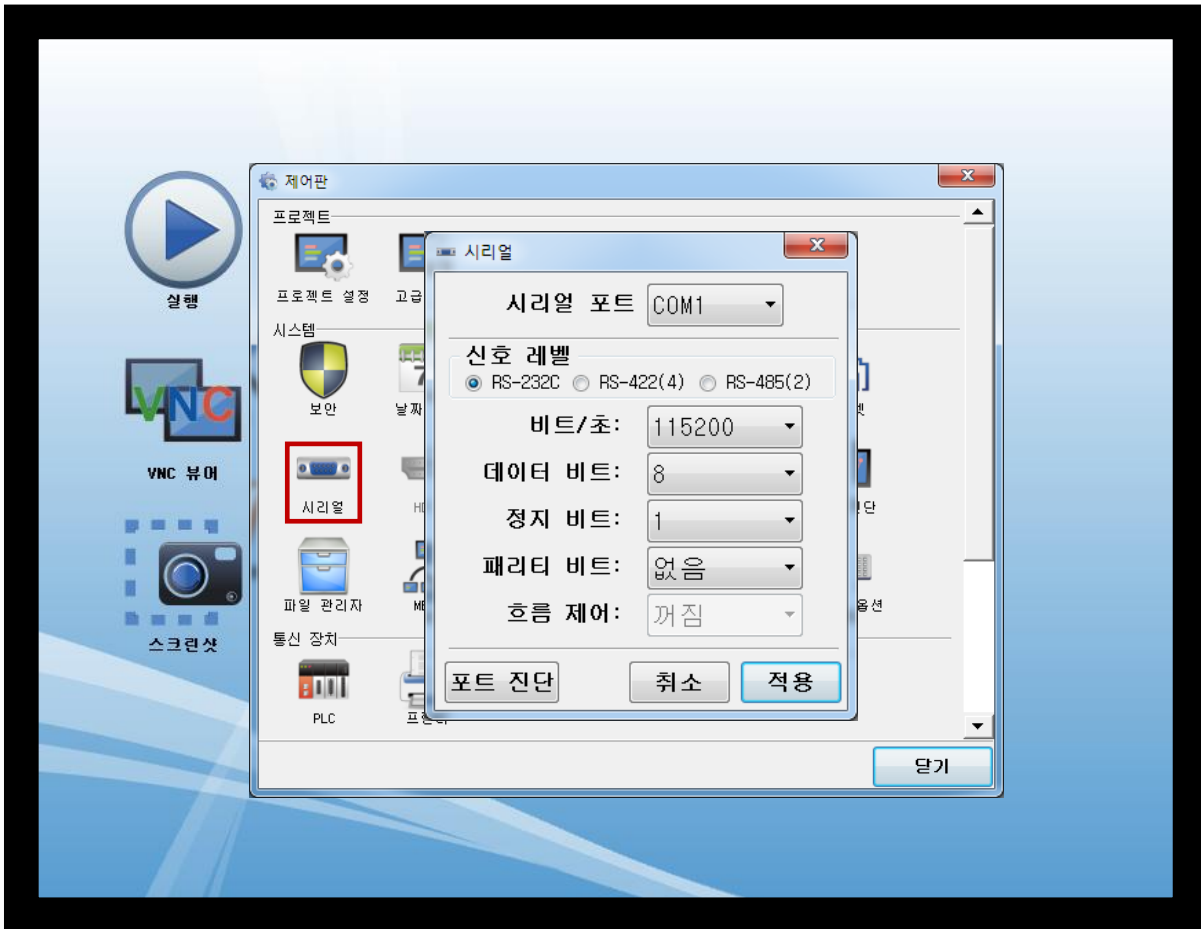 제어판
프로젝트
프로젝트 설정
고급
시스템
보안
날짜
시리얼
파일 관리자
통신 장치
PLC
시리얼
시리얼 포트 COM1
신호 레벨
RS-232C RS-422(4) RS-485(2)
비트/초: 115200
데이터 비트: 8
정지 비트: 1
패리티 비트: 없음
흐름 제어: 꺼짐
포트 진단 취소 적용
닫기
실행
VNC
VNC 뷰어
스크린샷